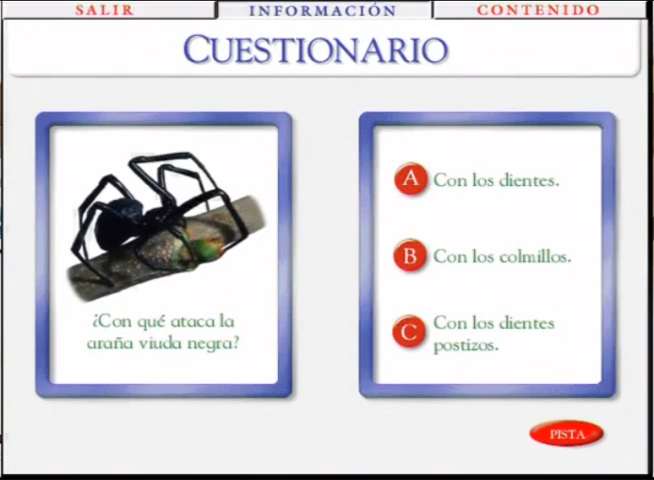 SALIR
INFORMACIÓN
CONTENIDO
CUESTIONARIO
¿Con qué ataca la
araña viuda negra?
A Con los dientes.
B Con los colmillos.
C Con los dientes
postizos.
PISTA